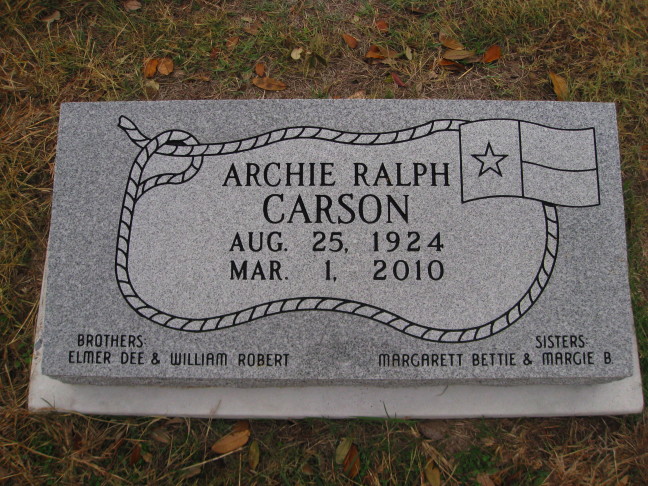 ARCHIE RALPH
CARSON
AUG. 25, 1924
MAR. 1, 2010
BROTHERS:
ELMER DEE & WILLIAM ROBERT
SISTERS:
MARGARETT BETTIE & MARGIE B.